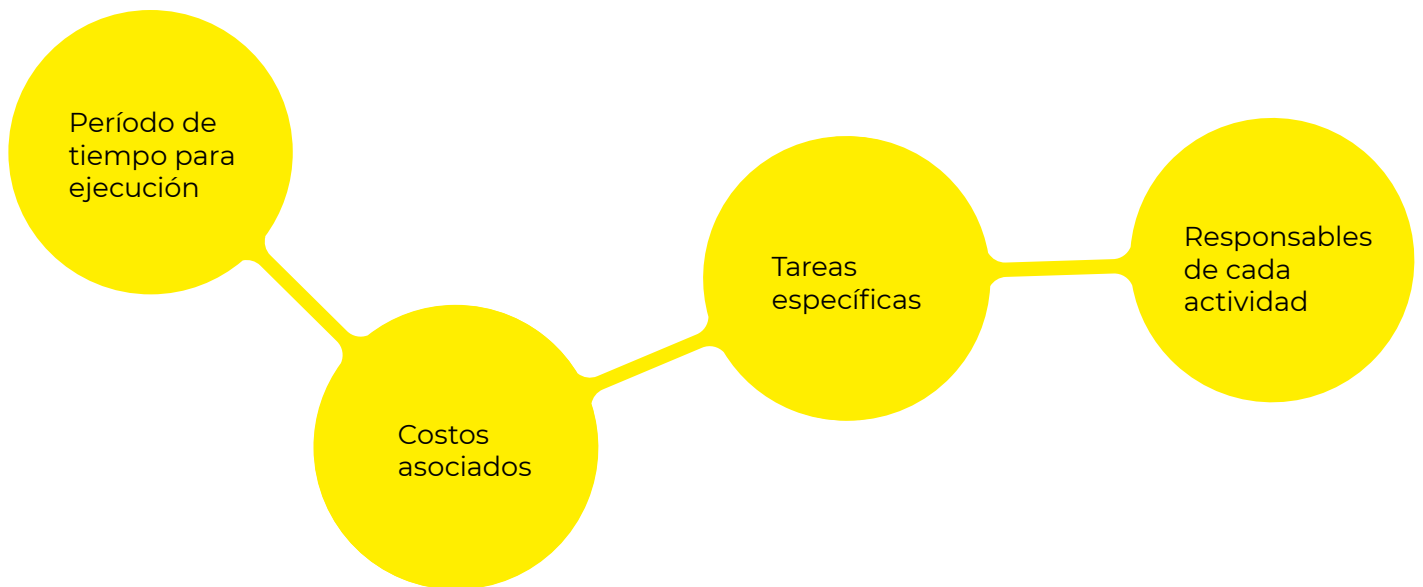 Período de
tiempo para
ejecución
Costos
asociados
Tareas
específicas
Responsables
de cada
actividad